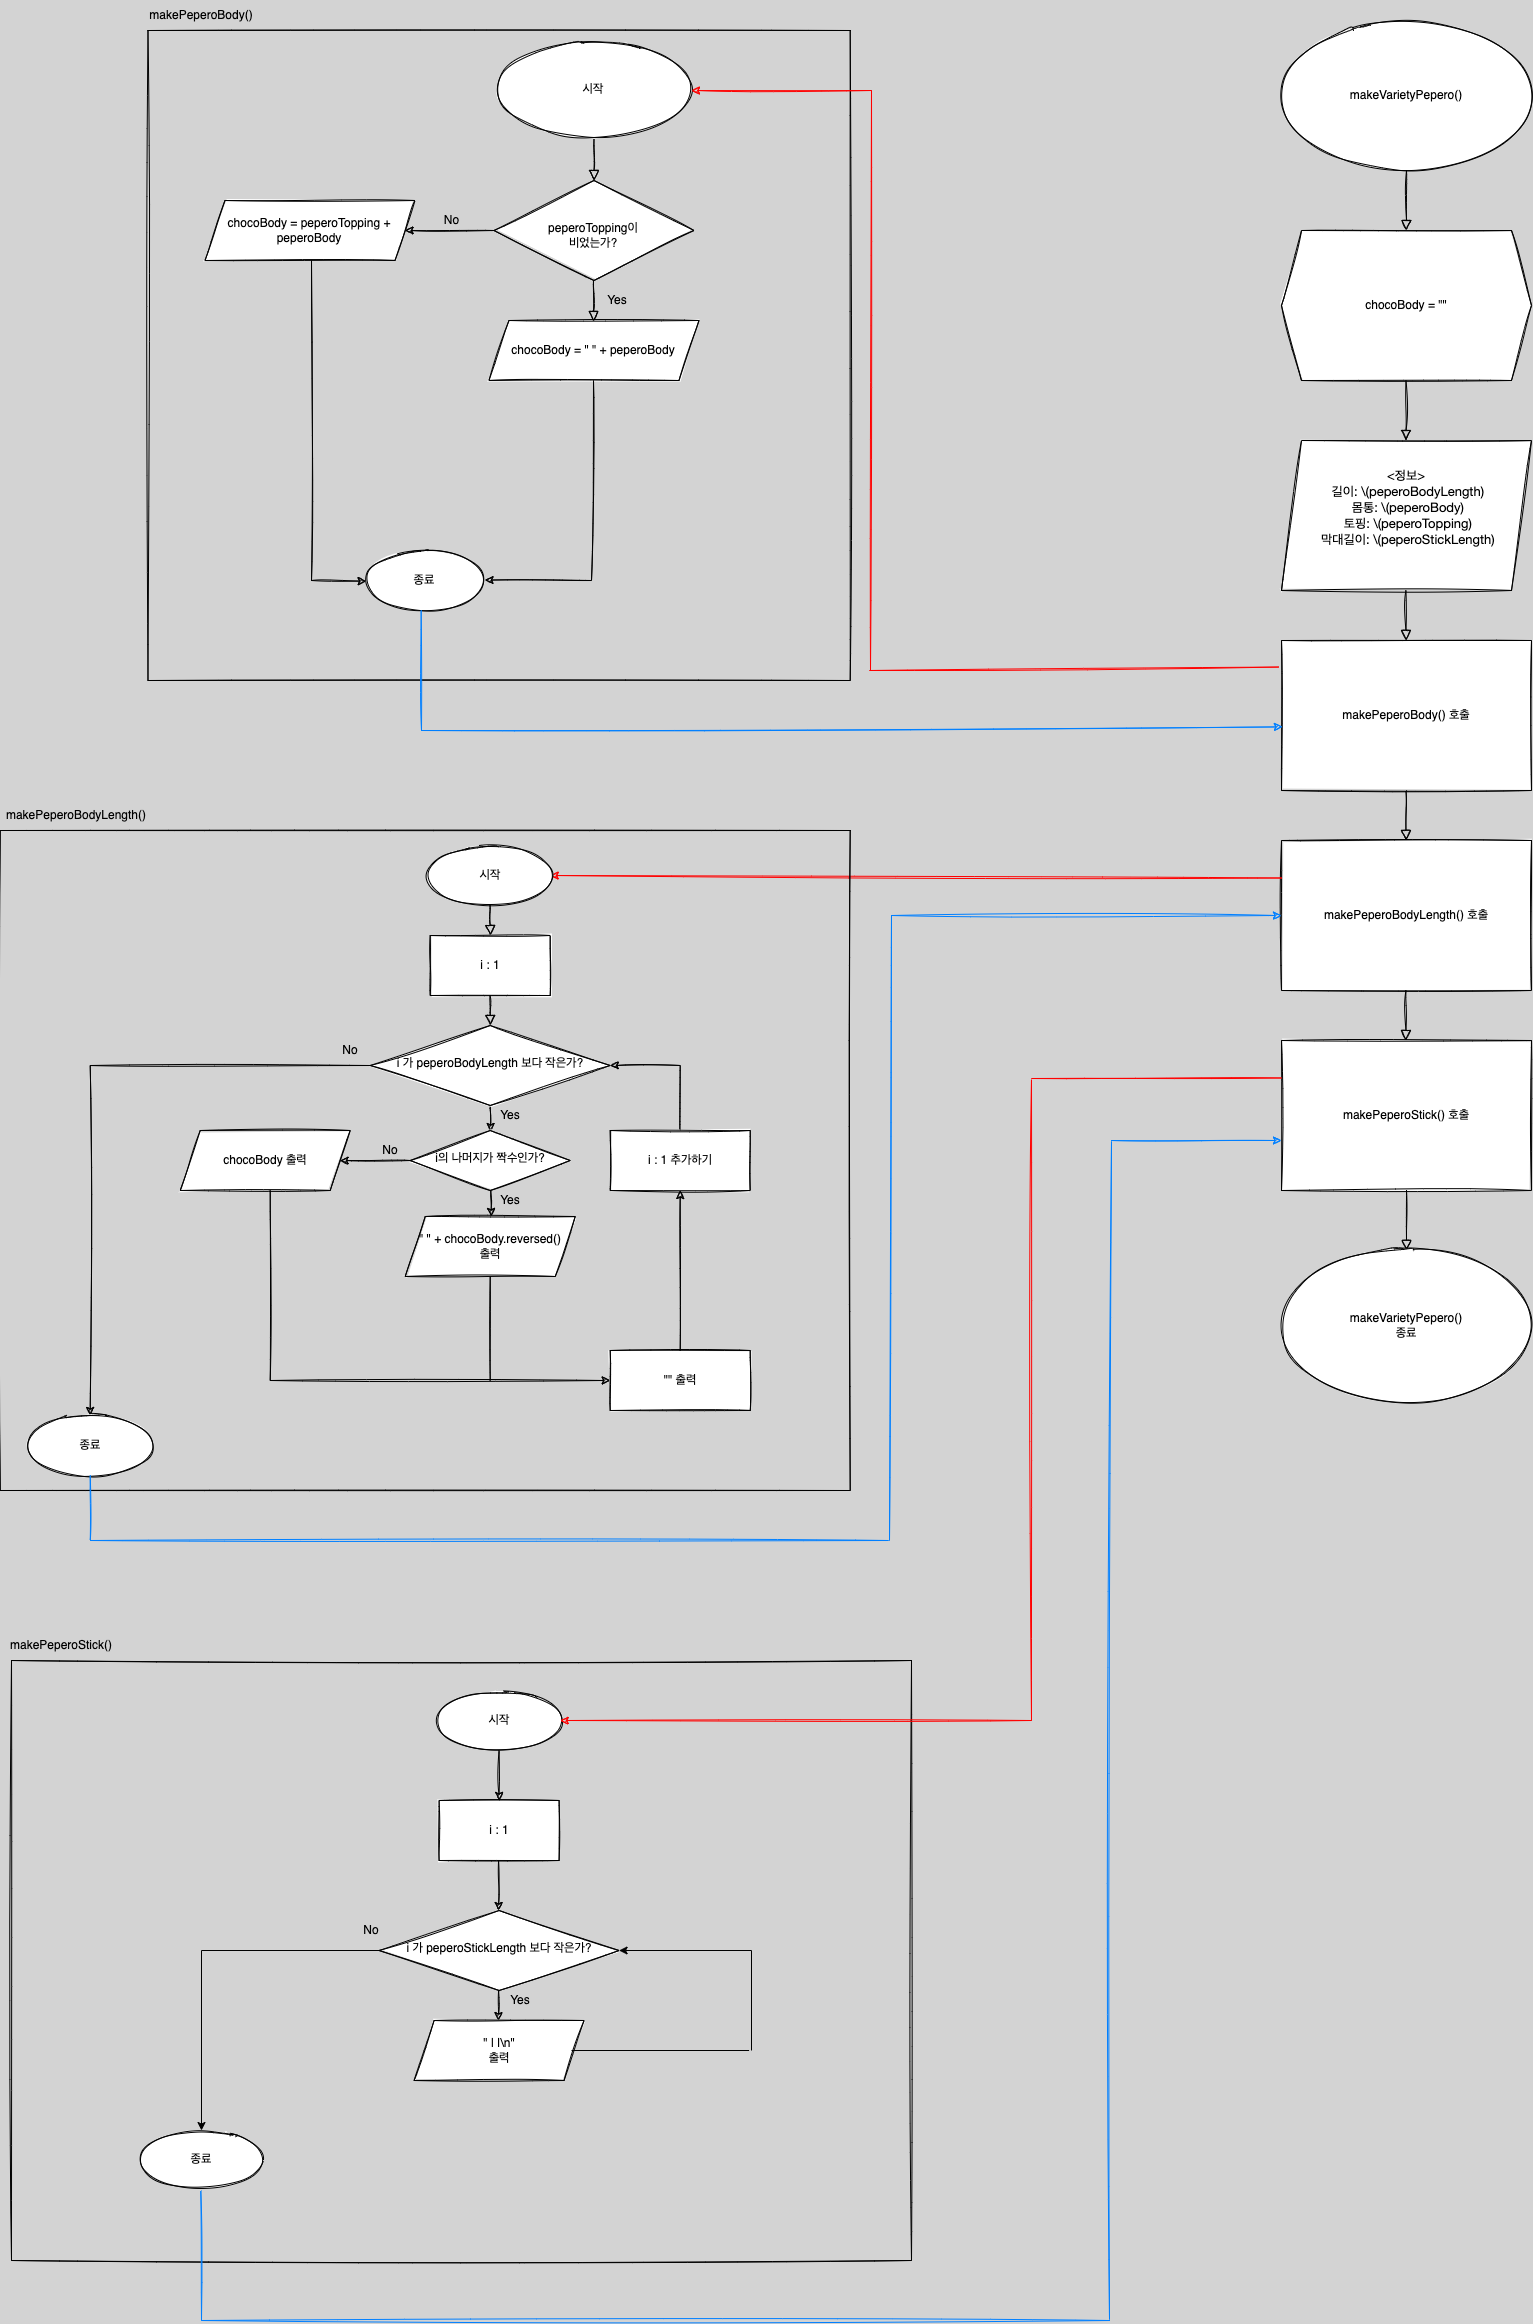 makePeperoBody()
시작
peperoTopping이
비었는가?
No
chocoBody = peperoTopping +
peperoBody
Yes
chocoBody = " " + peperoBody
종료
makeVarietyPepero()
chocoBody = ""
<정보>
길이: \(peperoBodyLength)
몸통: \(peperoBody)
토핑: \(peperoTopping)
막대길이: \(peperoStickLength)
makePeperoBody() 호출
makePeperoBodyLength() 호출
makePeperoStick() 호출
makeVarietyPepero()
종료
makePeperoBodyLength()
시작
i : 1
i 가 peperoBodyLength 보다 작은가?
No
Yes
i의 나머지가 짝수인가?
No
chocoBody 출력
Yes
" " + chocoBody.reversed()
출력
i : 1 추가하기
"" 출력
종료
makePeperoStick()
시작
i : 1
i 가 peperoStickLength 보다 작은가?
No
Yes
" | |\n"
출력
종료